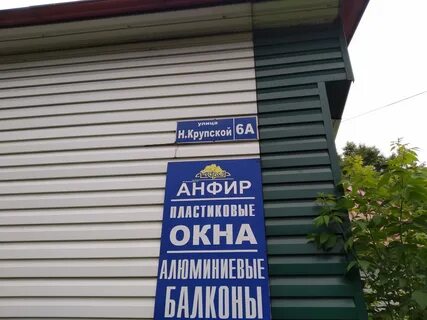 улица
Н.Крупской 6А
АНФИР
ПЛАСТИКОВЫЕ
ОКНА
АЛЮМИНИЕВЫЕ
БАЛКОНЫ